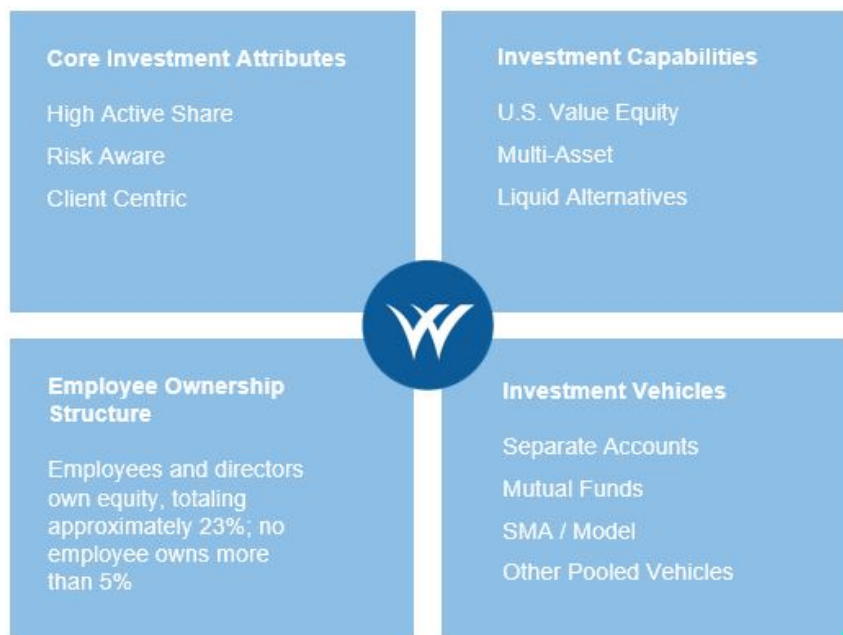 Core Investment Attributes
High Active Share
Risk Aware
Client Centric
Investment Capabilities
U.S. Value Equity
Multi-Asset
Liquid Alternatives
Employee Ownership
Structure
Employees and directors
own equity, totaling
approximately 23%; no
employee owns more
than 5%
Investment Vehicles
Separate Accounts
Mutual Funds
SMA / Model
Other Pooled Vehicles